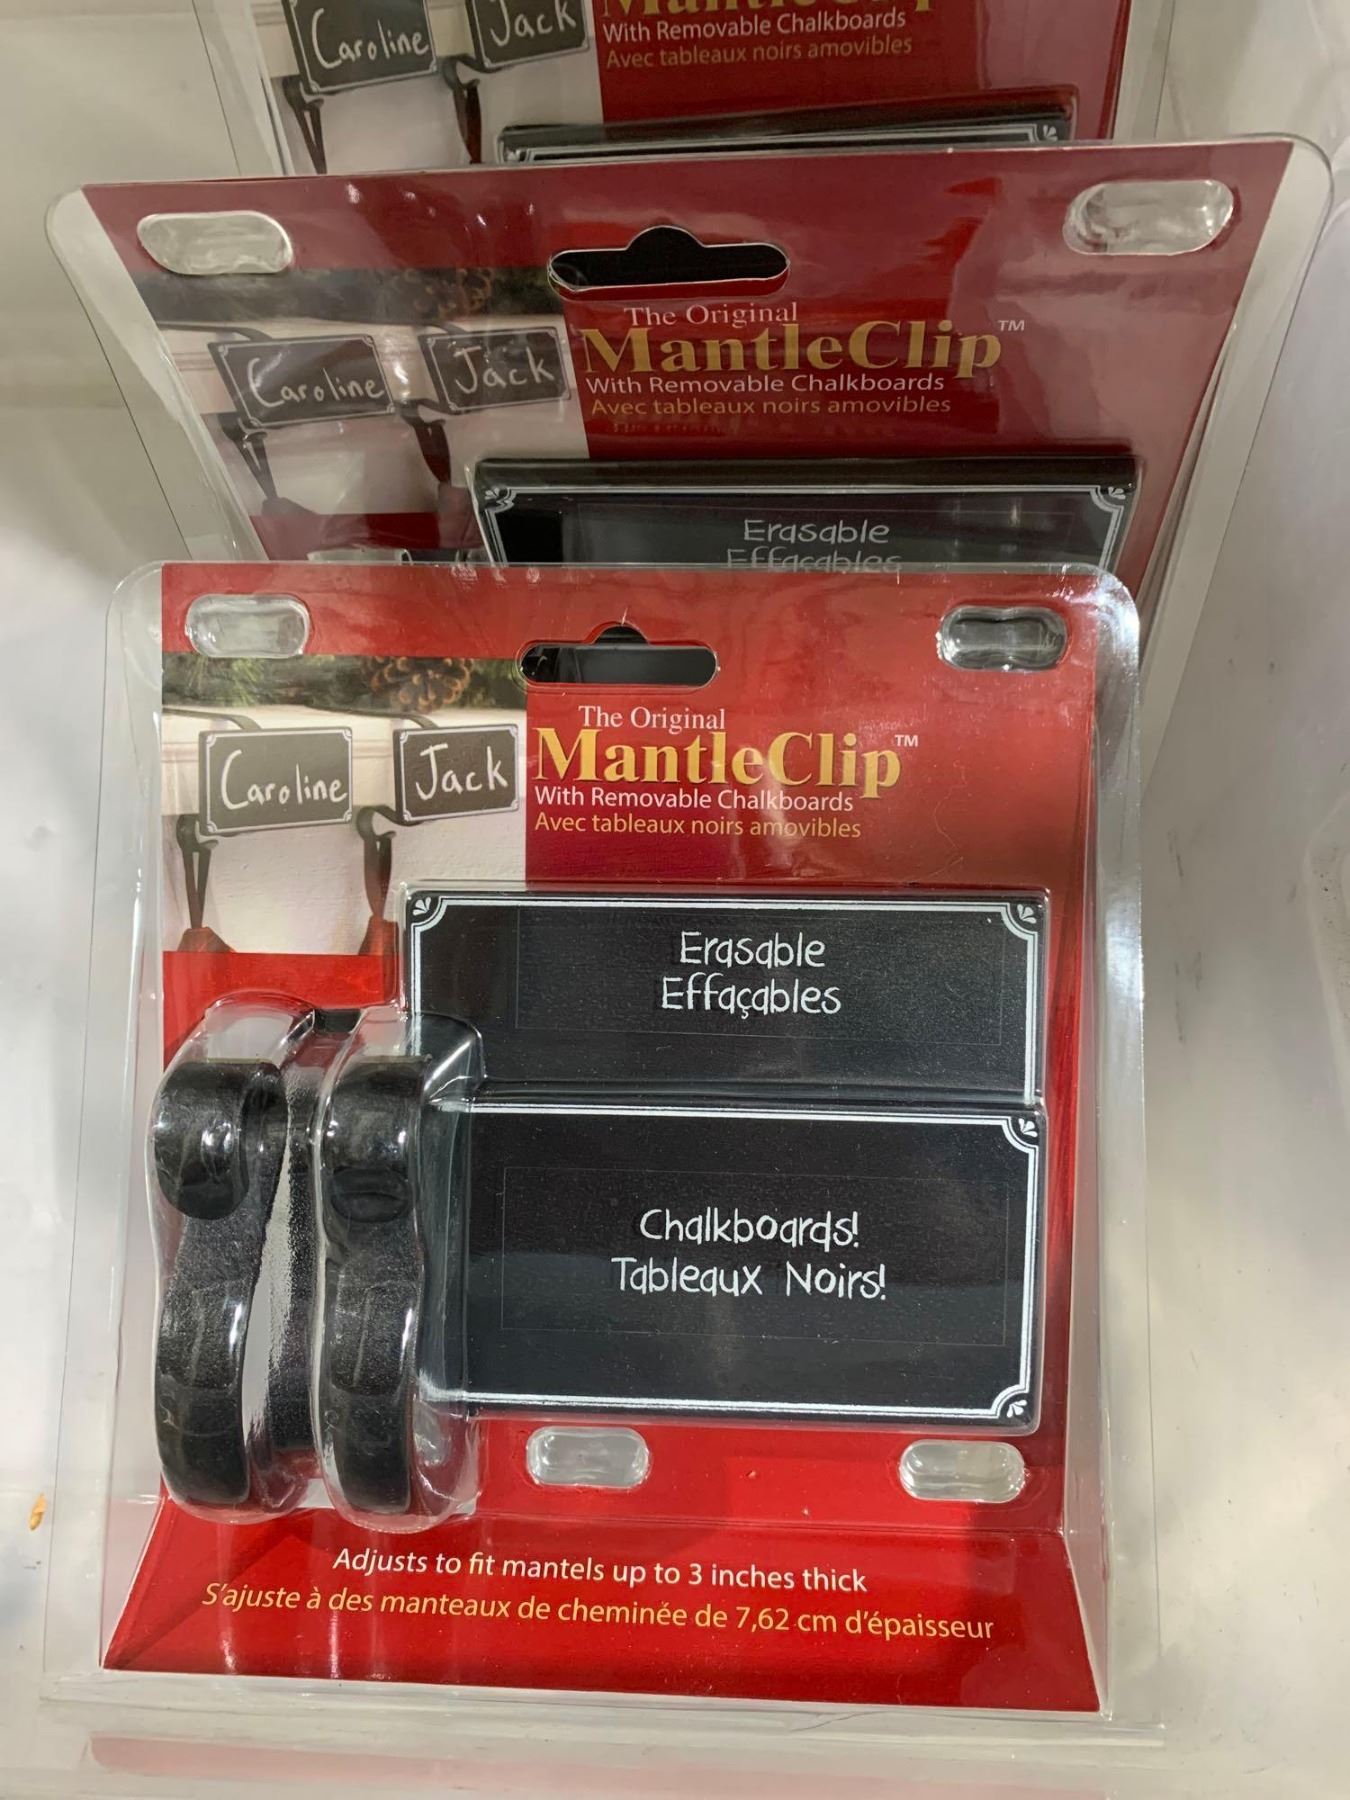 Caroline
Jack
MantleClip
With Removable Chalkboards
Avec tableaux noirs amovibles
The Original
MantleClip™
With Removable Chalkboards
Avec tableaux noirs amovibles
Caroline
Jack
Erasable
Effaçables
The Original
MantleClip™
With Removable Chalkboards
Avec tableaux noirs amovibles
Caroline
Jack
Erasable
Effaçables
Chalkboards!
Tableaux Noirs!
Adjusts to fit mantels up to 3 inches thick
S'ajuste à des manteaux de cheminée de 7,62 cm d'épaisseur